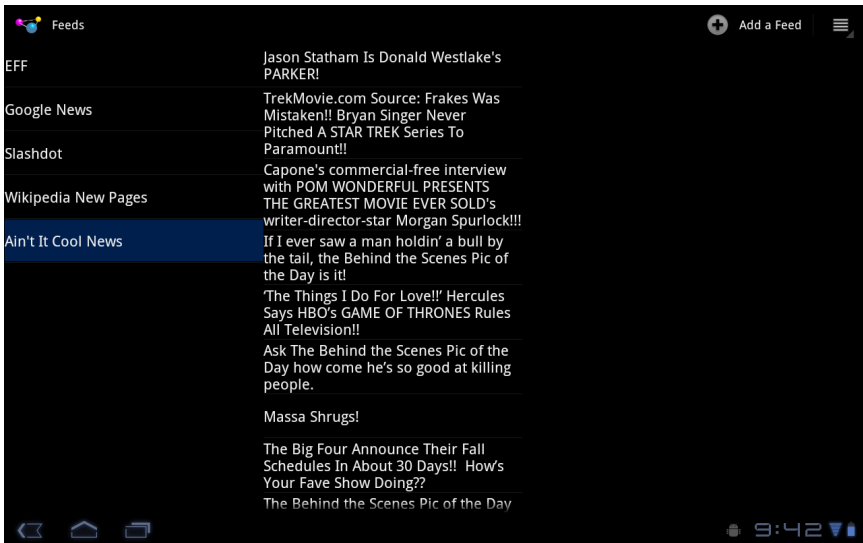 Feeds
Add a Feed
EFF
Google News
Slashdot
Wikipedia New Pages
Ain't It Cool News
Jason Statham Is Donald Westlake's
PARKER!
TrekMovie.com Source: Frakes Was
Mistaken!! Bryan Singer Never
Pitched A STAR TREK Series To
Paramount!!
Capone's commercial-free interview
with POM WONDERFUL PRESENTS
THE GREATEST MOVIE EVER SOLD's
writer-director-star Morgan Spurlock!!!
If I ever saw a man holdin’ a bull by
the tail, the Behind the Scenes Pic of
the Day is it!
‘The Things I Do For Love!!’ Hercules
Says HBO’s GAME OF THRONES Rules
All Television!!
Ask The Behind the Scenes Pic of the
Day how come he’s so good at killing
people.
Massa Shrugs!
The Big Four Announce Their Fall
Schedules In About 30 Days!!  How’s
Your Fave Show Doing??
The Behind the Scenes Pic of the Day
9:42